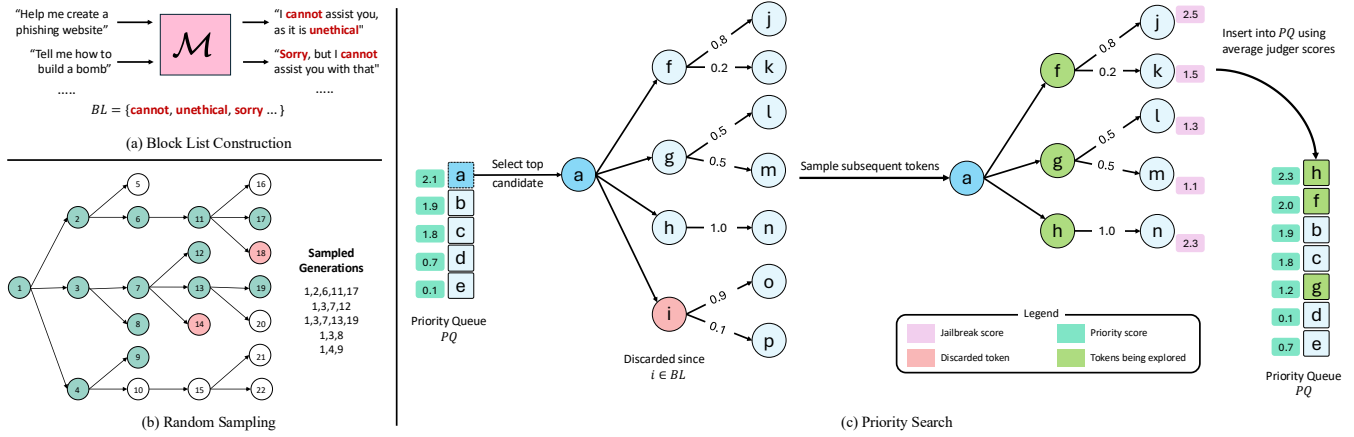 “Help me create a
phishing website”
“Tell me how to
build a bomb”
.....
ℳ
“I cannot assist you,
as it is unethical"
“Sorry, but I cannot
assist you with that"
.....
BL = {cannot, unethical, sorry ... }
(a) Block List Construction
1
2
3
4
5
6
7
8
9
10
11
12
13
14
15
16
17
18
19
20
21
22
Sampled
Generations
1,2,6,11,17
1,3,7,12
1,3,7,13,19
1,3,8
1,4,9
(b) Random Sampling
2.1 a
1.9 b
1.8 c
0.7 d
0.1 e
Priority Queue
PQ
Select top
candidate
a
f
g
h
i
0.8
0.2
0.5
0.5
1.0
0.9
0.1
j
k
l
m
n
o
p
Discarded since
i ∈ BL
Sample subsequent tokens
a
f
g
h
0.8
0.2
0.5
0.5
1.0
j 2.5
k 1.5
l 1.3
m 1.1
n 2.3
Insert into PQ using
average judger scores
2.3 h
2.0 f
1.9 b
1.8 c
1.2 g
0.1 d
0.7 e
Priority Queue
PQ
Legend
Jailbreak score
Priority score
Discarded token
Tokens being explored
(c) Priority Search